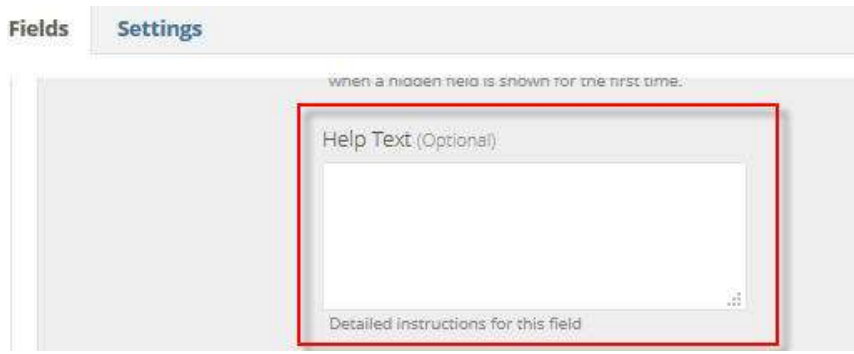 Fields Settings
when a hidden field is shown for the first time.
Help Text (Optional)
Detailed instructions for this field